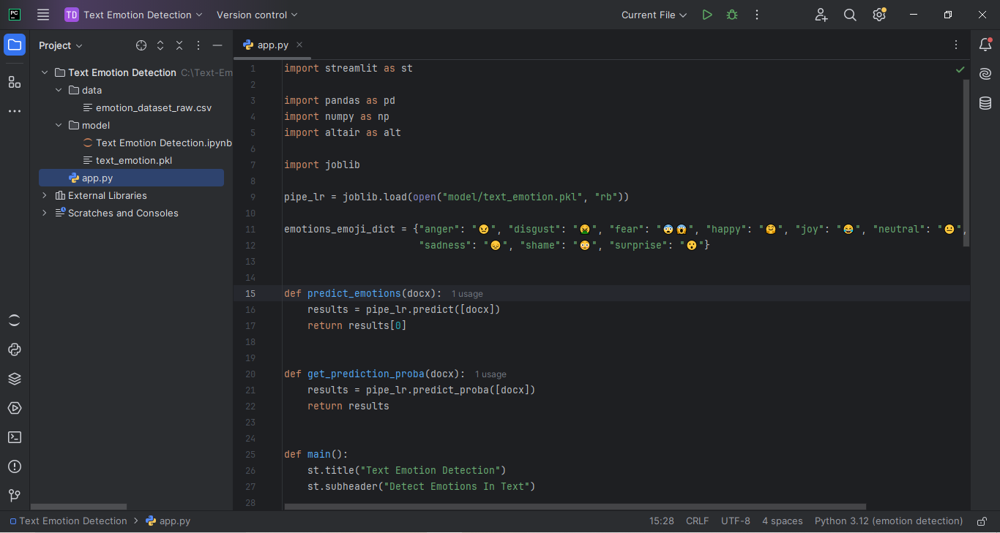 PC TD Text Emotion Detection Version control Current File
Project
app.py
Text Emotion Detection C:\Text-Em
data
emotion_dataset_raw.csv
model
Text Emotion Detection.ipynb
text_emotion.pkl
app.py
External Libraries
Scratches and Consoles
1 import streamlit as st
2
3 import pandas as pd
4 import numpy as np
5 import altair as alt
6
7 import joblib
8
9 pipe_lr = joblib.load(open("model/text_emotion.pkl", "rb"))
10
11 emotions_emoji_dict = {"anger": "😠", "disgust": "🤮", "fear": "😨😱", "happy": "🤗", "joy": "😂", "neutral": "😐",
12 "sadness": "😔", "shame": "😳", "surprise": "😮"}
13
14
15 def predict_emotions(docx): 1 usage
16 results = pipe_lr.predict([docx])
17 return results[0]
18
19
20 def get_prediction_proba(docx): 1 usage
21 results = pipe_lr.predict_proba([docx])
22 return results
23
24
25 def main():
26 st.title("Text Emotion Detection")
27 st.subheader("Detect Emotions In Text")
28
Text Emotion Detection > app.py 15:28 CRLF UTF-8 4 spaces Python 3.12 (emotion detection)